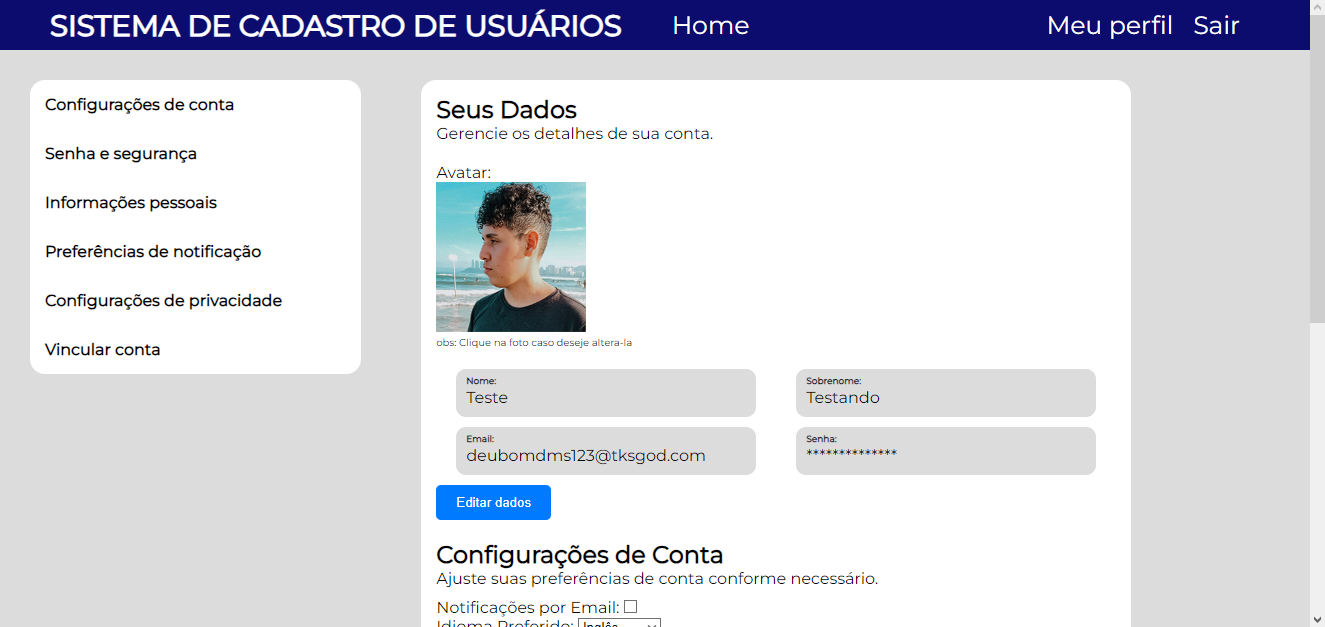 SISTEMA DE CADASTRO DE USUÁRIOS Home Meu perfil Sair
Configurações de conta
Senha e segurança
Informações pessoais
Preferências de notificação
Configurações de privacidade
Vincular conta
Seus Dados
Gerencie os detalhes de sua conta.
Avatar:
obs: Clique na foto caso deseje altera-la
Nome:
Teste
Sobrenome:
Testando
Email:
deubomdms123@tksgod.com
Senha:
**************
Editar dados
Configurações de Conta
Ajuste suas preferências de conta conforme necessário.
Notificações por Email:
Idioma Preferido: Inglês